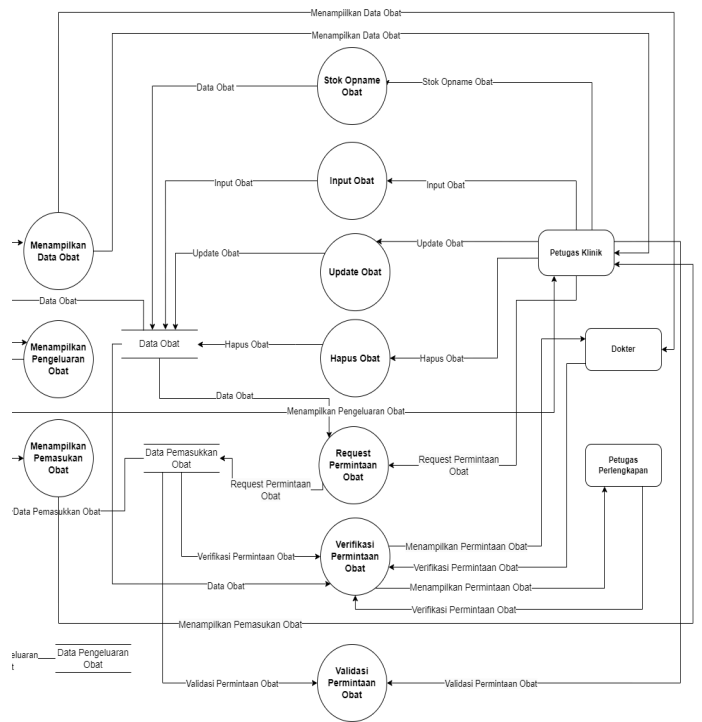 Menampiilkan Data Obat
Menampilkan Data Obat
Stok Opname
Obat
Stok Opname Obat
Data Obat
Input Obat
Input Obat
Input Obat
Menampilkan
Data Obat
Update Obat
Update Obat
Update Obat
Petugas Klinik
Data Obat
Menampilkan
Pengeluaran
Obat
Data Obat
Hapus Obat
Hapus Obat
Hapus Obat
Dokter
Data Obat
Menampilkan Pengeluaran Obat
Menampilkan
Pemasukan
Obat
Data Pemasukkan
Obat
Request
Permintaan
Obat
Request Permintaan
Obat
Petugas
Perlengkapan
Request Permintaan
Obat
Data Pemasukkan Obat
Verifikasi
Permintaan
Obat
Menampilkan Permintaan Obat
Verifikasi Permintaan Obat
Verifikasi Permintaan Obat
Data Obat
Menampilkan Permintaan Obat
Verifikasi Permintaan Obat
Menampilkan Pemasukan Obat
Data Pengeluaran
Obat
Validasi
Permintaan
Obat
Validasi Permintaan Obat
Validasi Permintaan Obat